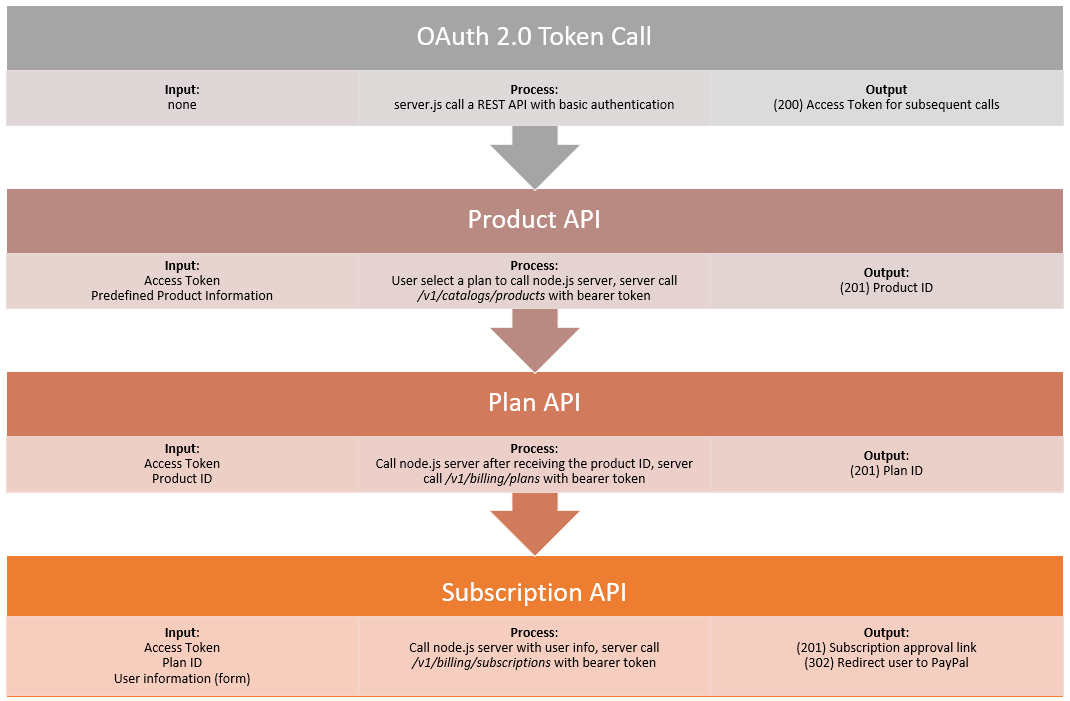 OAuth 2.0 Token Call
Input:
none
Process:
server.js call a REST API with basic authentication
Output
(200) Access Token for subsequent calls
Product API
Input:
Access Token
Predefined Product Information
Process:
User select a plan to call node.js server, server call
/v1/catalogs/products with bearer token
Output:
(201) Product ID
Plan API
Input:
Access Token
Product ID
Process:
Call node.js server after receiving the product ID, server
call /v1/billing/plans with bearer token
Output:
(201) Plan ID
Subscription API
Input:
Access Token
Plan ID
User information (form)
Process:
Call node.js server with user info, server call
/v1/billing/subscriptions with bearer token
Output:
(201) Subscription approval link
(302) Redirect user to PayPal